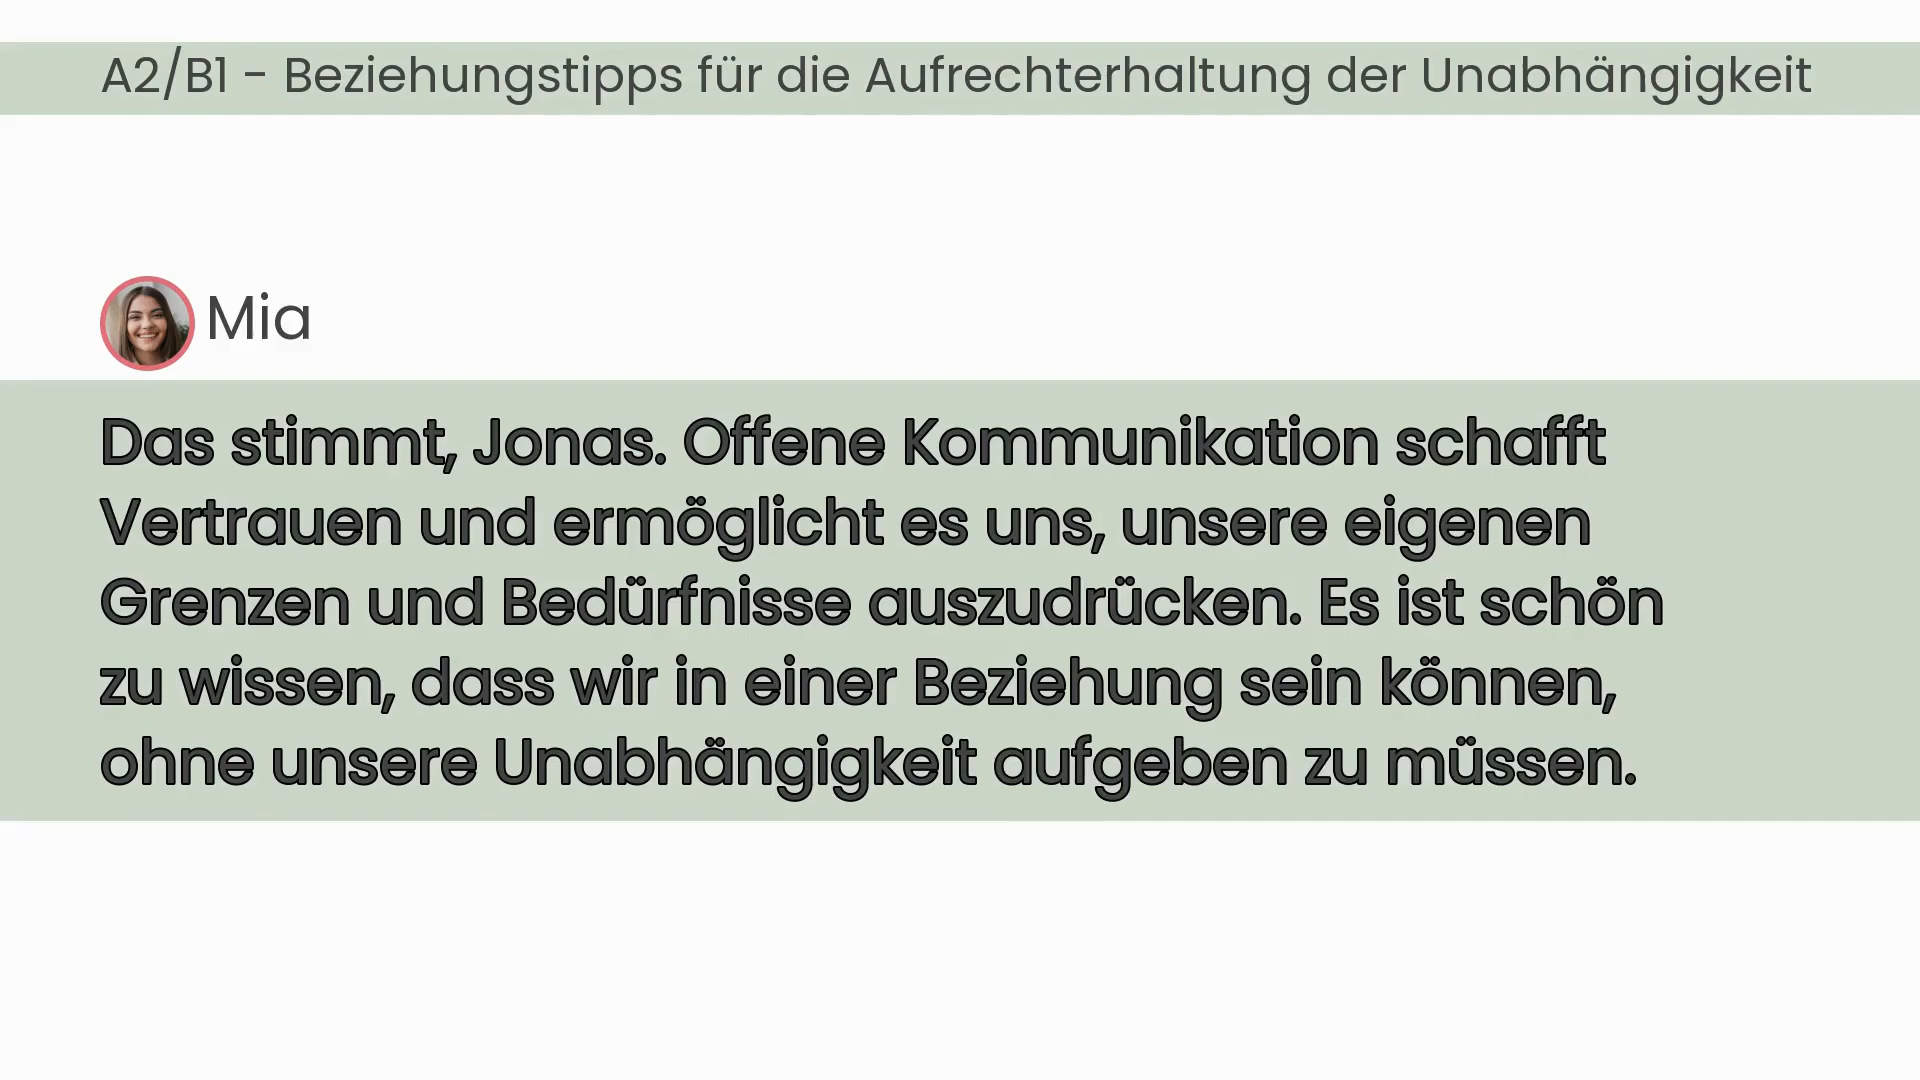 A2/B1 - Beziehungstipps für die Aufrechterhaltung der Unabhängigkeit
Mia
Das stimmt, Jonas. Offene Kommunikation schafft
Vertrauen und ermöglicht es uns, unsere eigenen
Grenzen und Bedürfnisse auszudrücken. Es ist schön
zu wissen, dass wir in einer Beziehung sein können,
ohne unsere Unabhängigkeit aufgeben zu müssen.